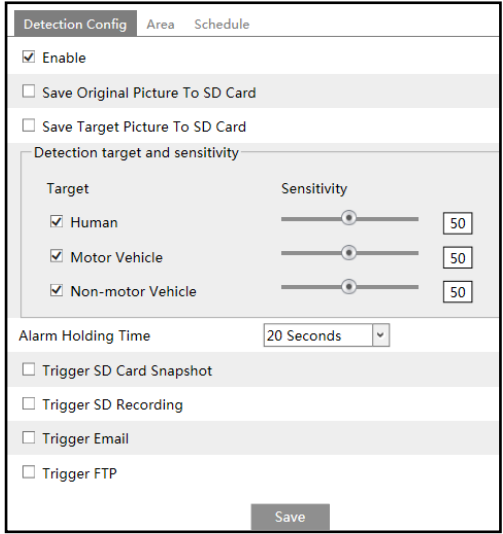 Detection Config Area Schedule
Enable
Save Original Picture To SD Card
Save Target Picture To SD Card
Detection target and sensitivity
Target Sensitivity
Human 50
Motor Vehicle 50
Non-motor Vehicle 50
Alarm Holding Time 20 Seconds
Trigger SD Card Snapshot
Trigger SD Recording
Trigger Email
Trigger FTP
Save